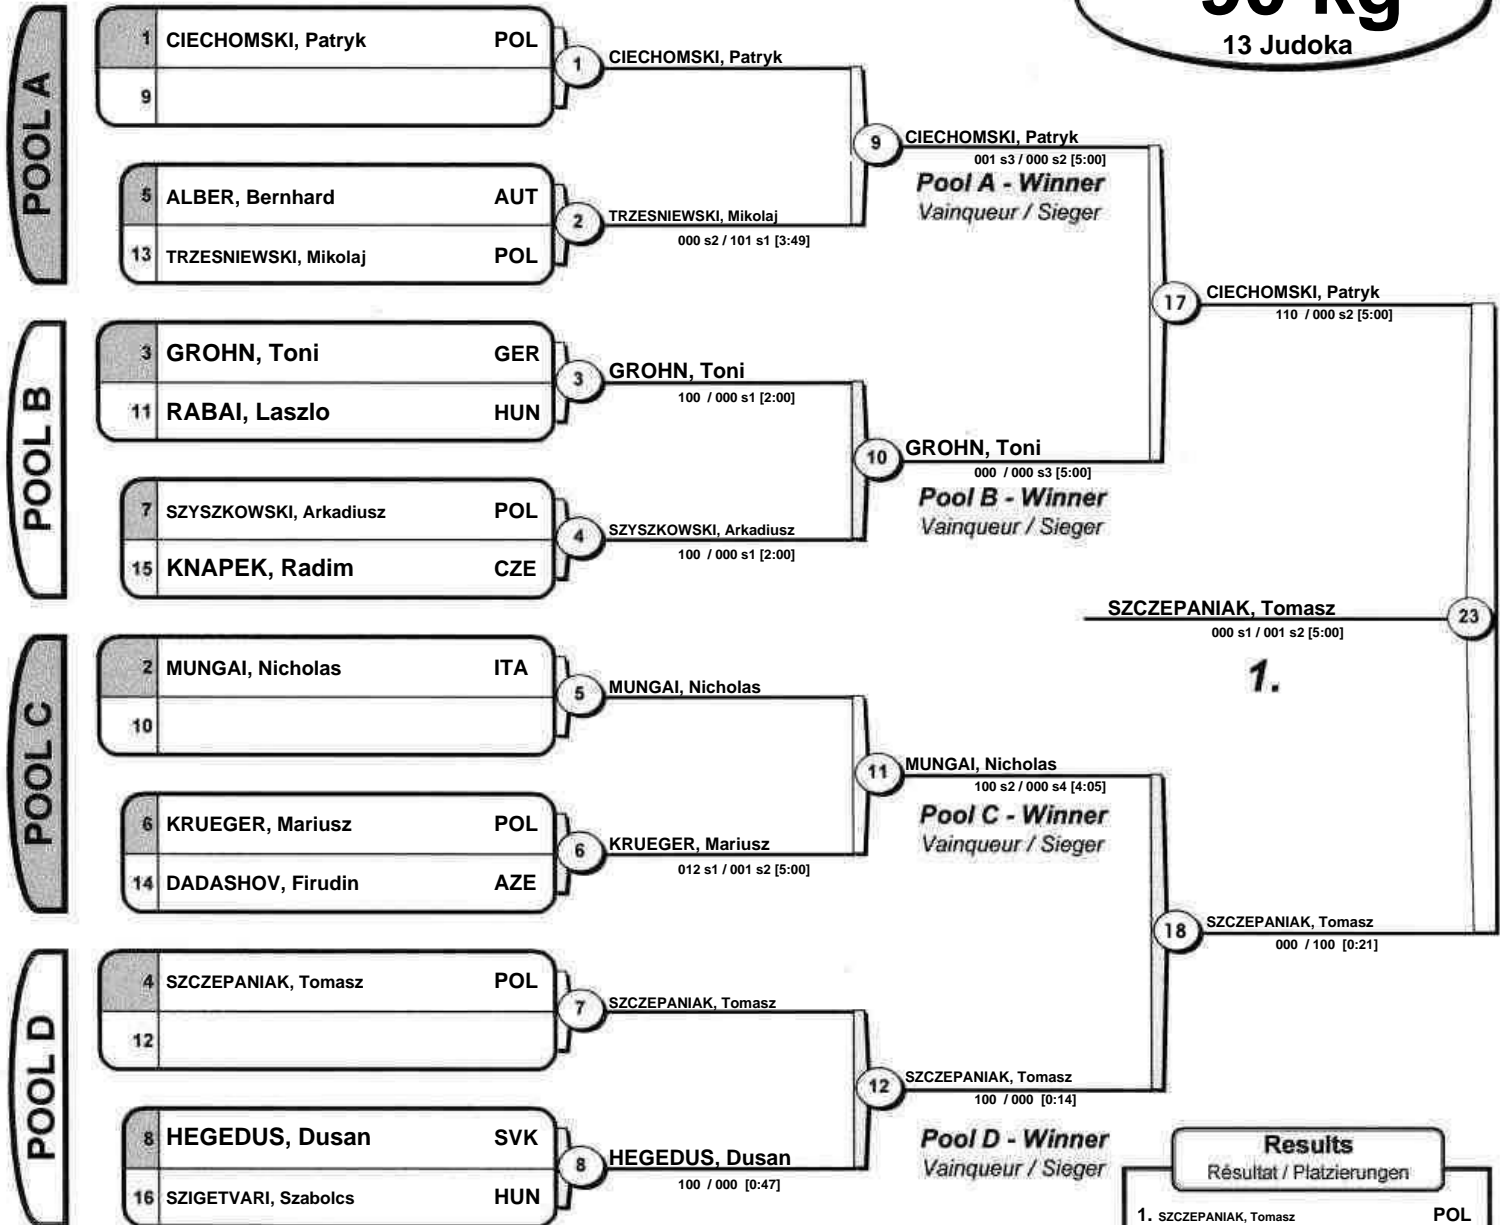 90 kg
13 Judoka
POOL A
1 CIECHOMSKI, Patryk POL
9
1 CIECHOMSKI, Patryk
5 ALBER, Bernhard AUT
13 TRZESNIEWSKI, Mikolaj POL
2 TRZESNIEWSKI, Mikolaj
000 s2 / 101 s1 [3:49]
9 CIECHOMSKI, Patryk
001 s3 / 000 s2 [5:00]
Pool A - Winner
Vainqueur / Sieger
17 CIECHOMSKI, Patryk
110 / 000 s2 [5:00]
POOL B
3 GROHN, Toni GER
11 RABAI, Laszlo HUN
3 GROHN, Toni
100 / 000 s1 [2:00]
7 SZYSZKOWSKI, Arkadiusz POL
15 KNAPEK, Radim CZE
4 SZYSZKOWSKI, Arkadiusz
100 / 000 s1 [2:00]
10 GROHN, Toni
000 / 000 s3 [5:00]
Pool B - Winner
Vainqueur / Sieger
SZCZEPANIAK, Tomasz 23
000 s1 / 001 s2 [5:00]
1.
POOL C
2 MUNGAI, Nicholas ITA
10
5 MUNGAI, Nicholas
6 KRUEGER, Mariusz POL
14 DADASHOV, Firudin AZE
6 KRUEGER, Mariusz
012 s1 / 001 s2 [5:00]
11 MUNGAI, Nicholas
100 s2 / 000 s4 [4:05]
Pool C - Winner
Vainqueur / Sieger
18 SZCZEPANIAK, Tomasz
000 / 100 [0:21]
POOL D
4 SZCZEPANIAK, Tomasz POL
12
7 SZCZEPANIAK, Tomasz
8 HEGEDUS, Dusan SVK
16 SZIGETVARI, Szabolcs HUN
8 HEGEDUS, Dusan
100 / 000 [0:47]
12 SZCZEPANIAK, Tomasz
100 / 000 [0:14]
Pool D - Winner
Vainqueur / Sieger
Results
Résultat / Platzierungen
1. SZCZEPANIAK, Tomasz POL